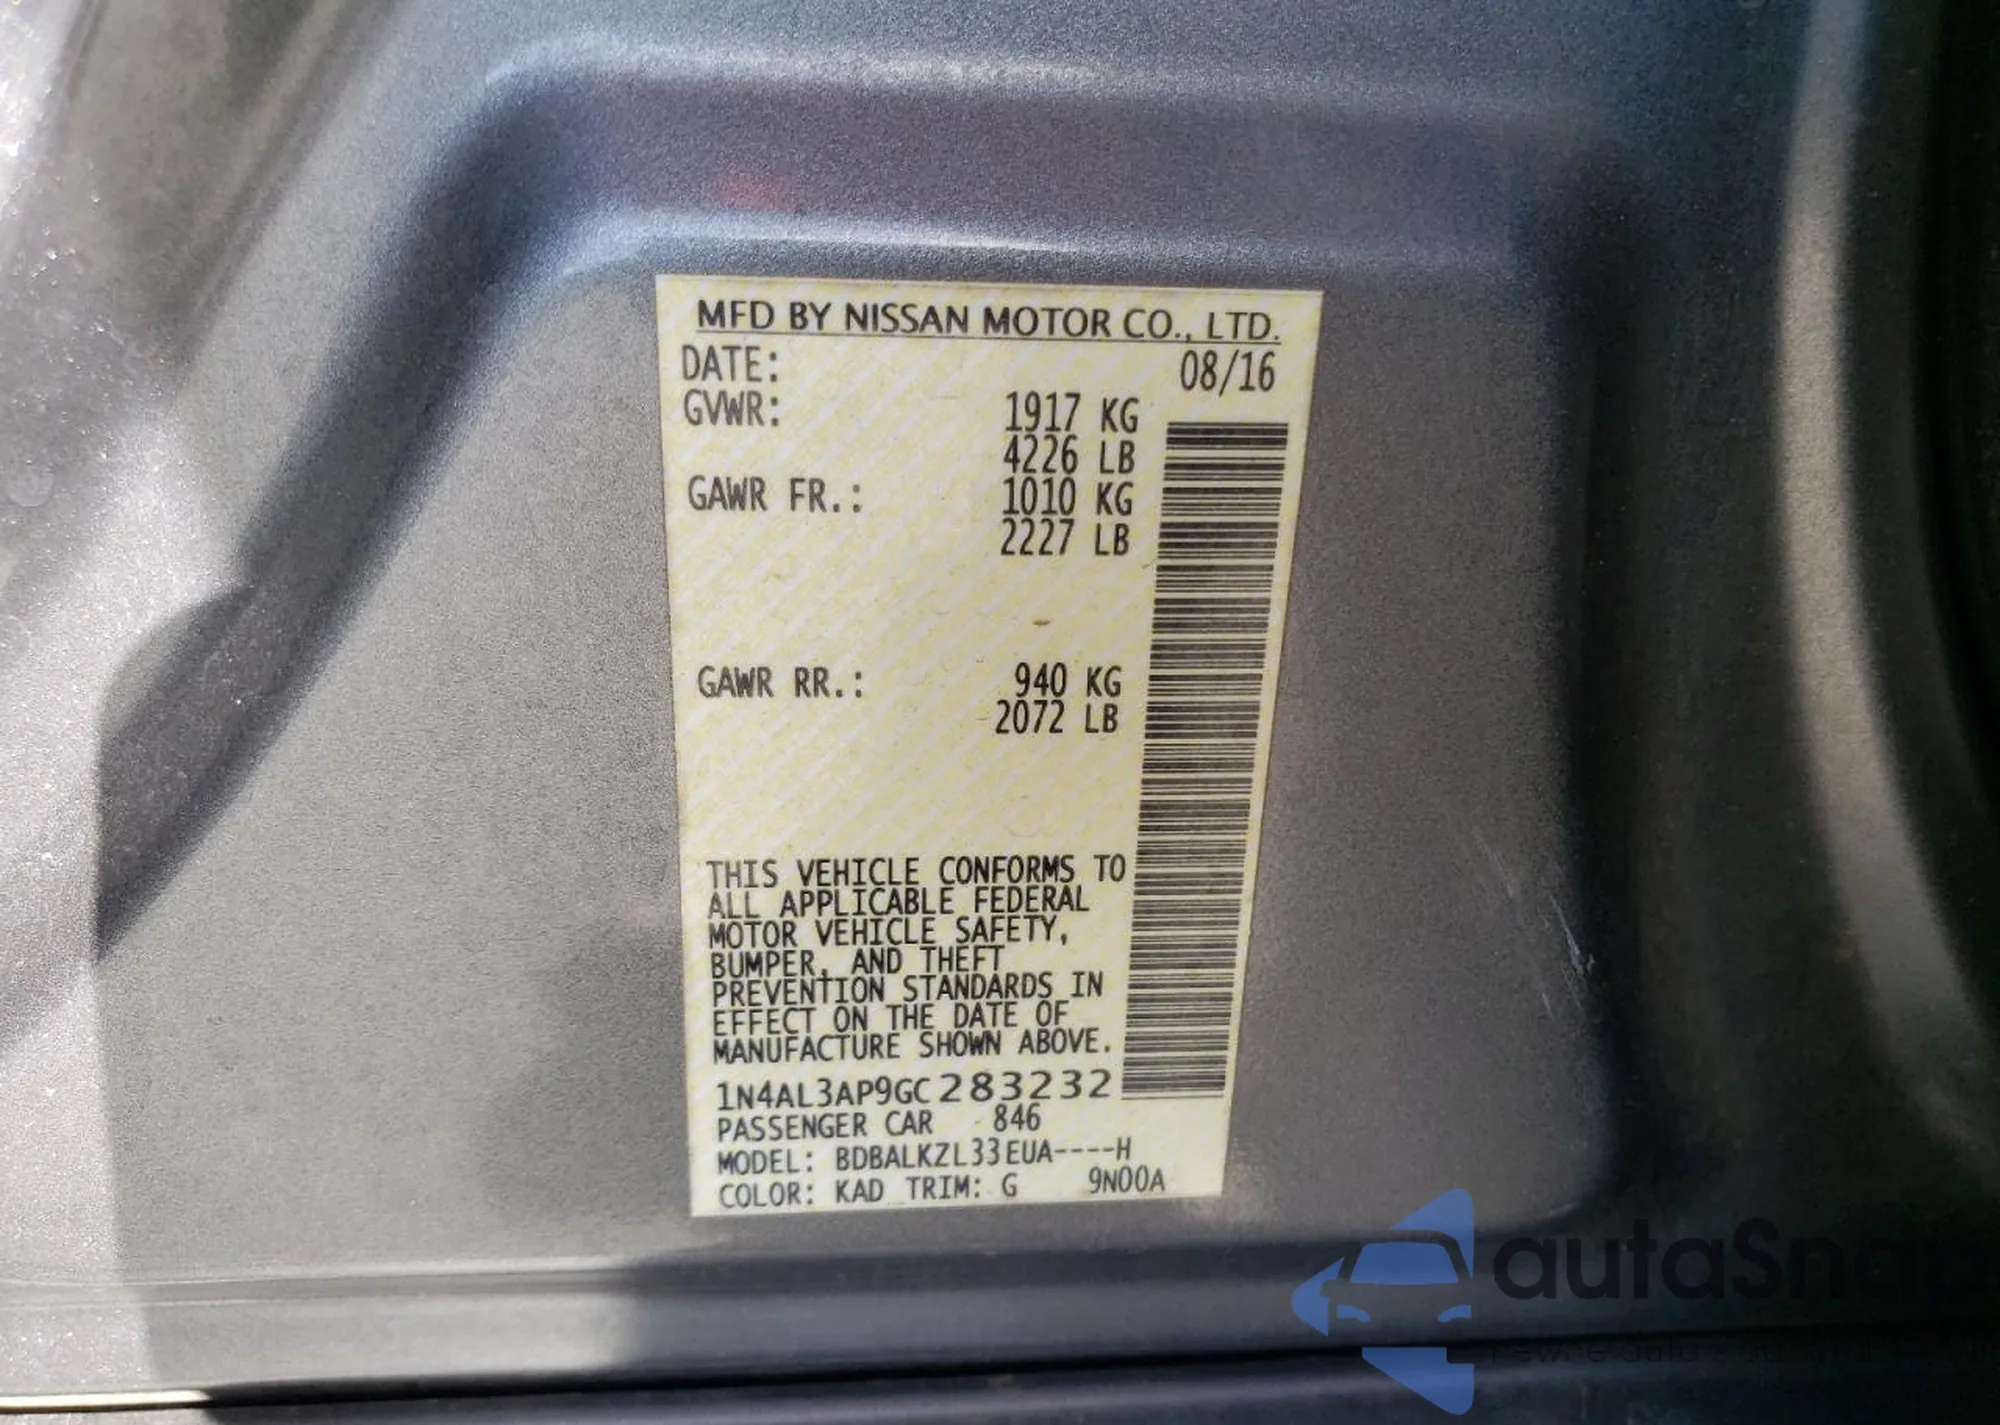 MFD BY NISSAN MOTOR CO., LTD.
DATE: 08/16
GVWR: 1917 KG
4226 LB
GAWR FR.: 1010 KG
2227 LB
GAWR RR.: 940 KG
2072 LB
THIS VEHICLE CONFORMS TO
ALL APPLICABLE FEDERAL
MOTOR VEHICLE SAFETY,
BUMPER, AND THEFT
PREVENTION STANDARDS IN
EFFECT ON THE DATE OF
MANUFACTURE SHOWN ABOVE.
1N4AL3AP9GC283232
PASSENGER CAR 846
MODEL: BDBALKZL33EUA----H
COLOR: KAD TRIM: G 9N00A
autaSnap